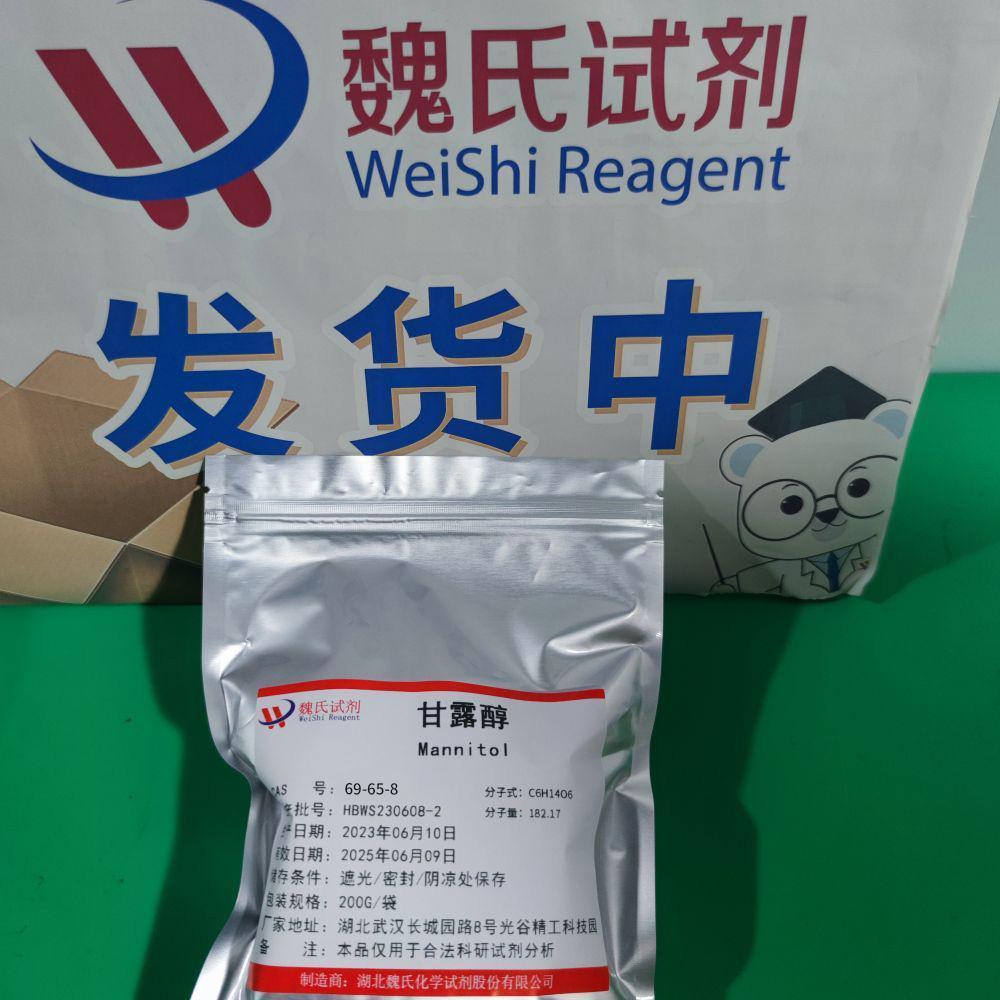 魏氏试剂
WeiShi Reagent
发货中
魏氏试剂
WeiShi Reagent
甘露醇
Mannitol
AS 号：69-65-8 分子式：C6H14O6
批号：HBWS230608-2 分子量：182.17
日期：2023年06月10日
效日期：2025年06月09日
储存条件：遮光/密封/阴凉处保存
包装规格：200G/袋
厂家地址：湖北武汉长城园路8号光谷精工科技园
备 注：本品仅用于合法科研试剂分析
制造商：湖北魏氏化学试剂股份有限公司